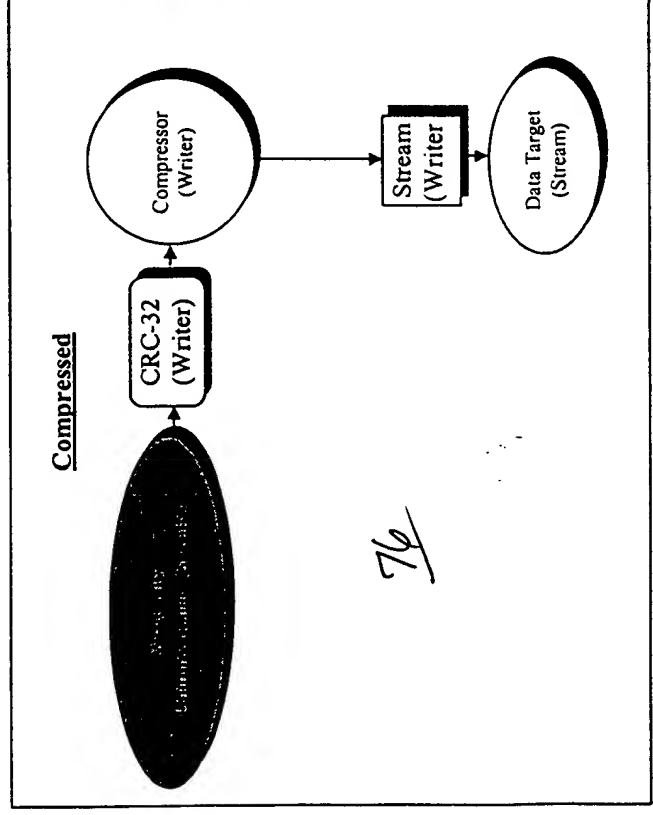 Compressed
CRC-32
(Writer)
Compressor
(Writer)
Stream
(Writer
Data Target
(Stream)
76